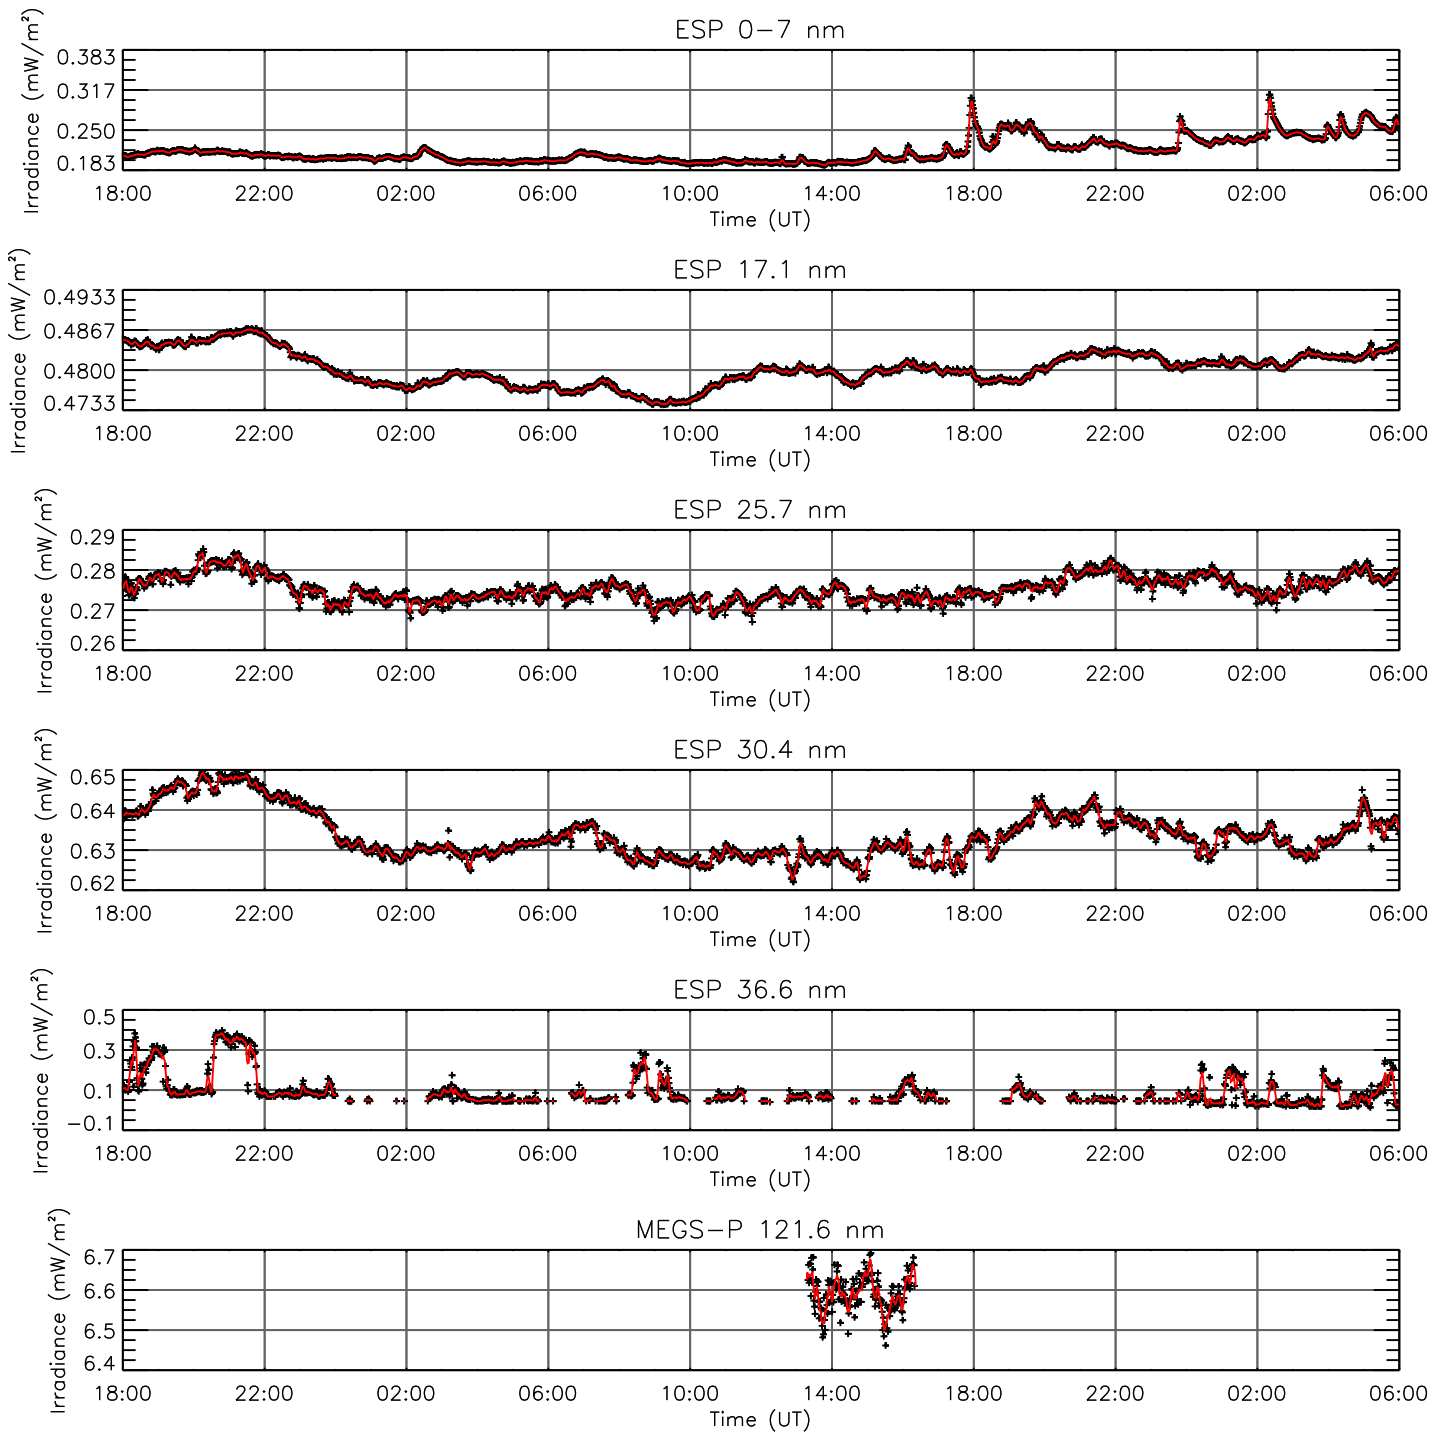 ESP 0-7 nm
Irradiance (mW/m²)
0.383
0.317
0.250
0.183
18:00 22:00 02:00 06:00 10:00 14:00 18:00 22:00 02:00 06:00
Time (UT)
ESP 17.1 nm
Irradiance (mW/m²)
0.4933
0.4867
0.4800
0.4733
18:00 22:00 02:00 06:00 10:00 14:00 18:00 22:00 02:00 06:00
Time (UT)
ESP 25.7 nm
Irradiance (mW/m²)
0.29
0.28
0.27
0.26
18:00 22:00 02:00 06:00 10:00 14:00 18:00 22:00 02:00 06:00
Time (UT)
ESP 30.4 nm
Irradiance (mW/m²)
0.65
0.64
0.63
0.62
18:00 22:00 02:00 06:00 10:00 14:00 18:00 22:00 02:00 06:00
Time (UT)
ESP 36.6 nm
Irradiance (mW/m²)
0.5
0.3
0.1
-0.1
18:00 22:00 02:00 06:00 10:00 14:00 18:00 22:00 02:00 06:00
Time (UT)
MEGS-P 121.6 nm
Irradiance (mW/m²)
6.7
6.6
6.5
6.4
18:00 22:00 02:00 06:00 10:00 14:00 18:00 22:00 02:00 06:00
Time (UT)